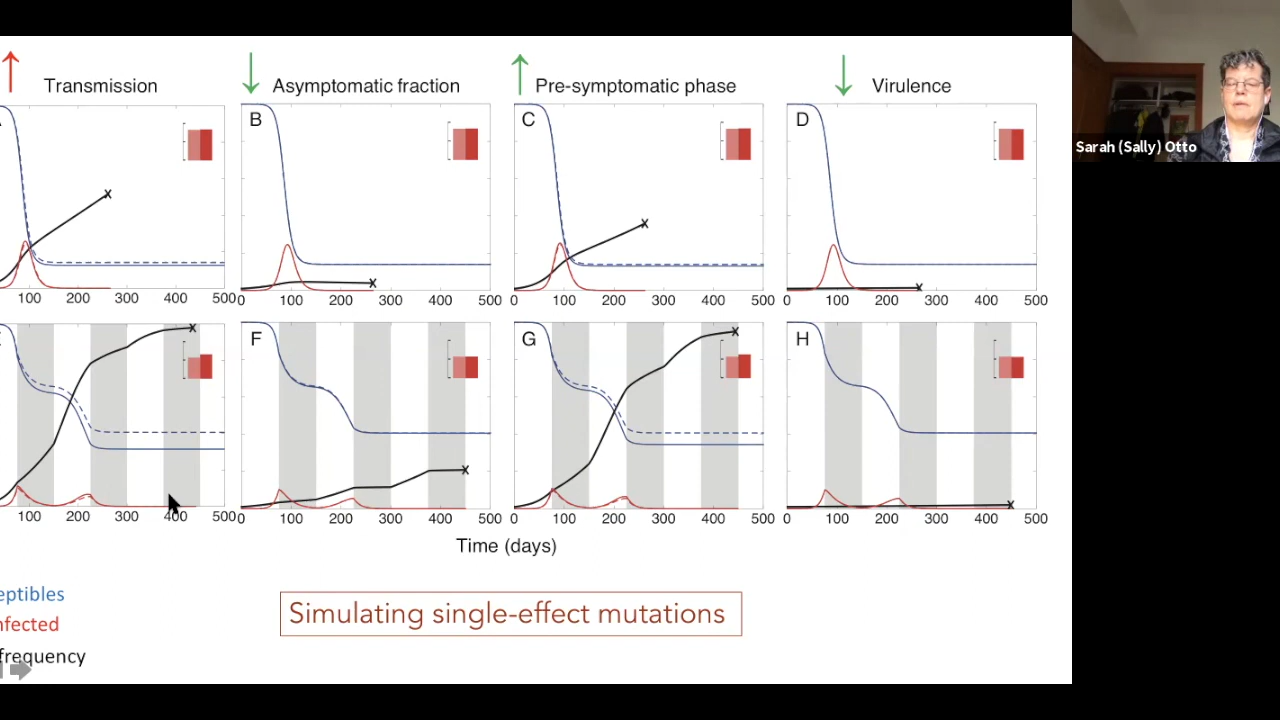 Transmission
Asymptomatic fraction
Pre-symptomatic phase
Virulence
B
C
D
100 200 300 400 500
0 100 200 300 400 500
0 100 200 300 400 500
0 100 200 300 400 500
F
G
H
100 200 300 400 500
0 100 200 300 400 500
0 100 200 300 400 500
0 100 200 300 400 500
Time (days)
eptibles
nfected
frequency
Simulating single-effect mutations
Sarah (Sally) Otto